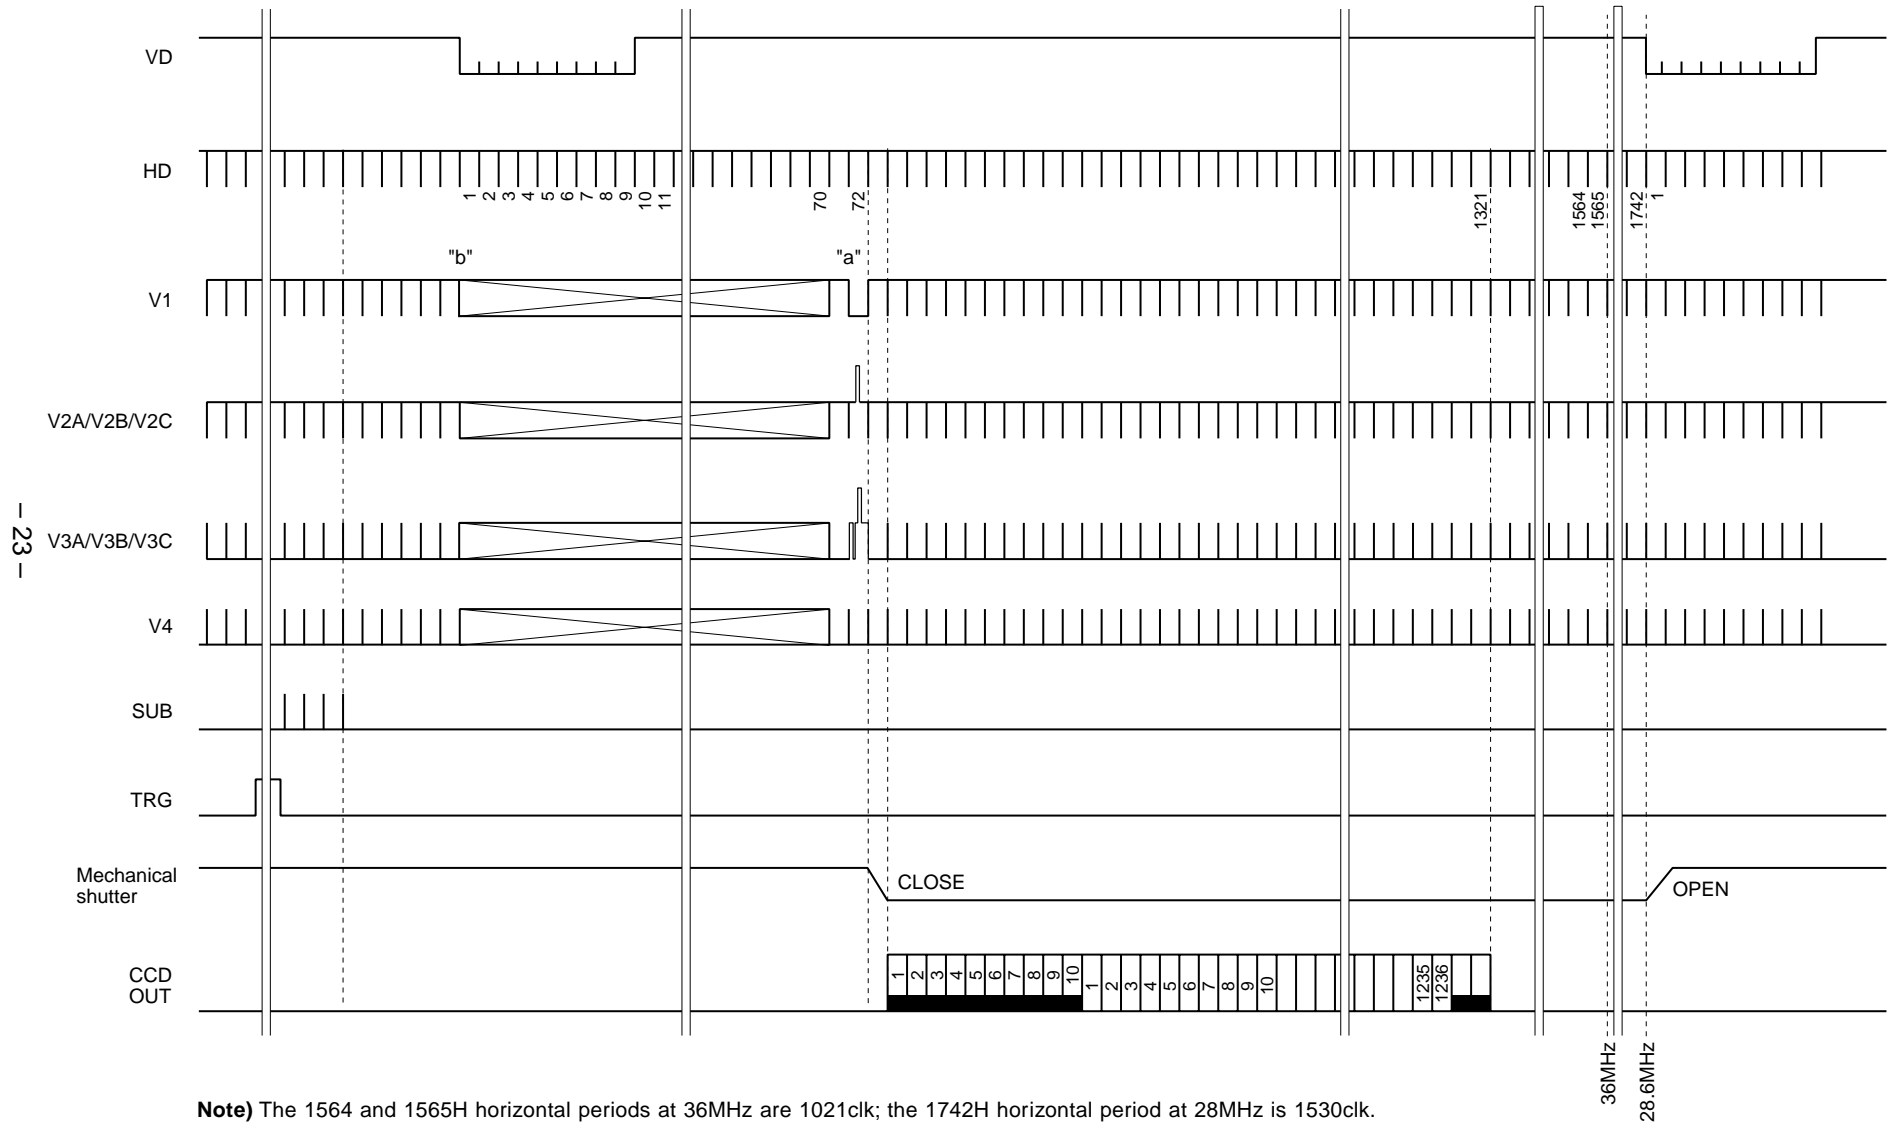 VD
HD
1 2 3 4 5 6 7 8 9 10 11 70 72 1321 1564 1565 1742 1
"b" "a"
V1
V2A/V2B/V2C
V3A/V3B/V3C
– 23 –
V4
SUB
TRG
Mechanical
shutter
CLOSE
OPEN
CCD
OUT
1 2 3 4 5 6 7 8 9 10 1 2 3 4 5 6 7 8 9 10 1235 1236
36MHz
28.6MHz
Note) The 1564 and 1565H horizontal periods at 36MHz are 1021clk; the 1742H horizontal period at 28MHz is 1530clk.